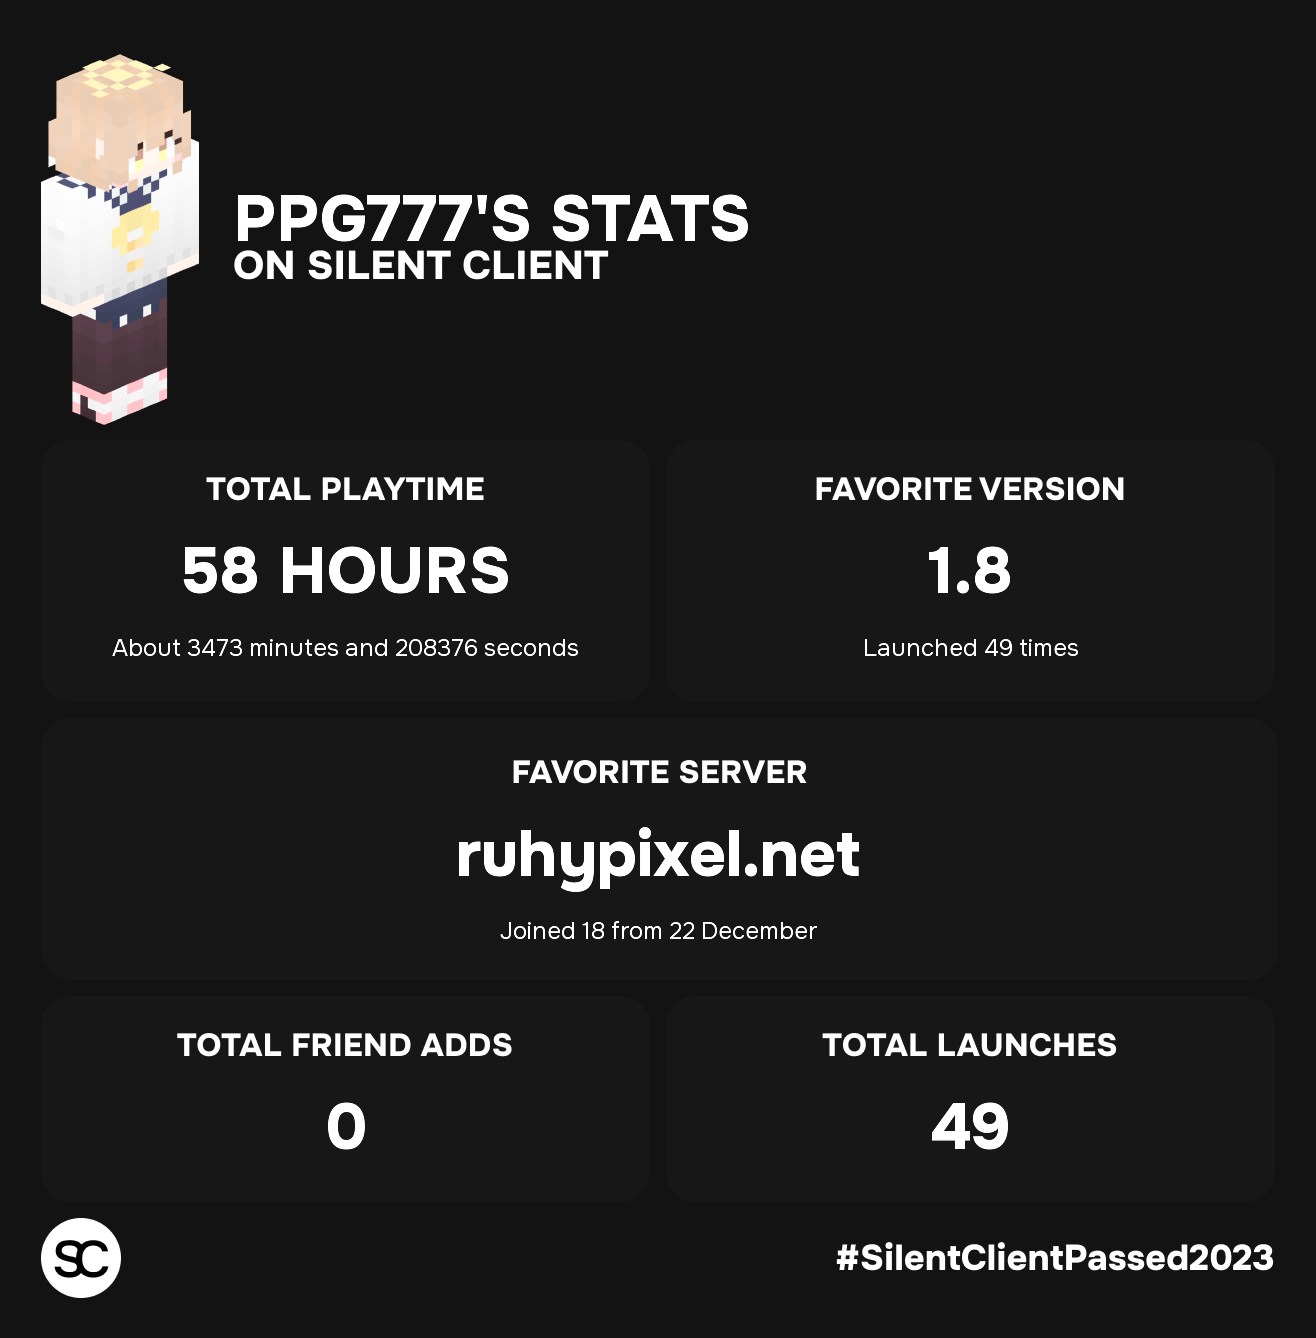 PPG777'S STATS
ON SILENT CLIENT
TOTAL PLAYTIME
58 HOURS
About 3473 minutes and 208376 seconds
FAVORITE VERSION
1.8
Launched 49 times
FAVORITE SERVER
ruhypixel.net
Joined 18 from 22 December
TOTAL FRIEND ADDS
0
TOTAL LAUNCHES
49
SC
#SilentClientPassed2023